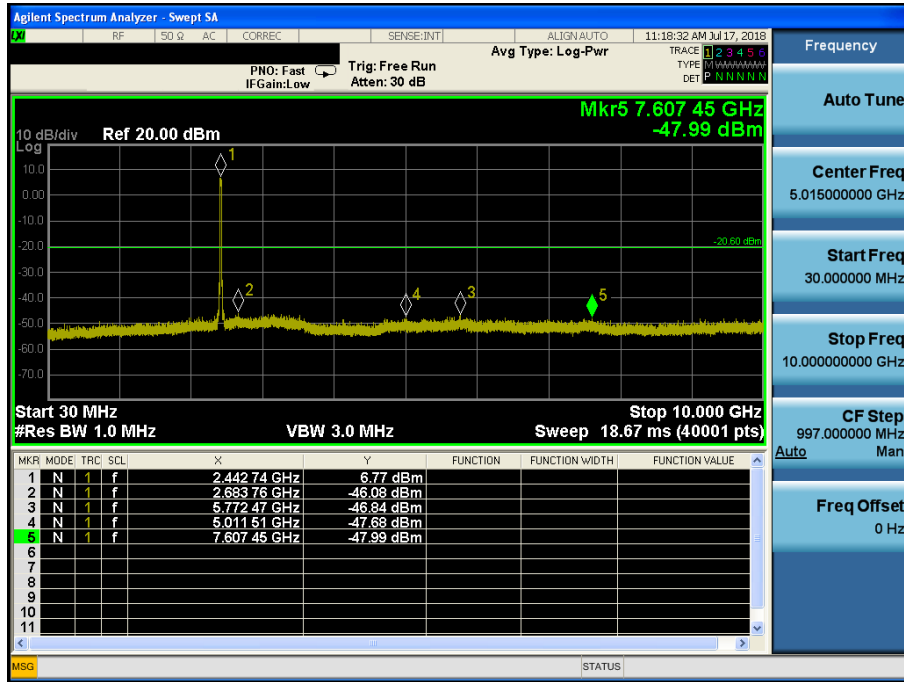 Agilent Spectrum Analyzer - Swept SA
LXI RF 50 Ω AC CORREC SENSE:INT ALIGN AUTO 11:18:32 AM Jul 17, 2018
Frequency
Avg Type: Log-Pwr
TRACE 1 2 3 4 5 6
PNO: Fast Trig: Free Run
TYPE M W W W W W
IFGain:Low Atten: 30 dB
DET P N N N N N
Auto Tune
Mkr5 7.607 45 GHz
-47.99 dBm
10 dB/div Ref 20.00 dBm
Log
10.0
0.00
-10.0
-20.0
-30.0
-40.0
-50.0
-60.0
-70.0
1
2
4
3
5
-20.60 dBm
Center Freq
5.015000000 GHz
Start Freq
30.000000 MHz
Stop Freq
10.000000000 GHz
Start 30 MHz Stop 10.000 GHz
#Res BW 1.0 MHz VBW 3.0 MHz Sweep 18.67 ms (40001 pts)
CF Step
997.000000 MHz
Auto Man
MKR MODE TRC SCL X Y FUNCTION FUNCTION WIDTH FUNCTION VALUE
1 N 1 f 2.442 74 GHz 6.77 dBm
2 N 1 f 2.683 76 GHz -46.08 dBm
3 N 1 f 5.772 47 GHz -46.84 dBm
4 N 1 f 5.011 51 GHz -47.68 dBm
5 N 1 f 7.607 45 GHz -47.99 dBm
6
7
8
9
10
11
Freq Offset
0 Hz
MSG STATUS